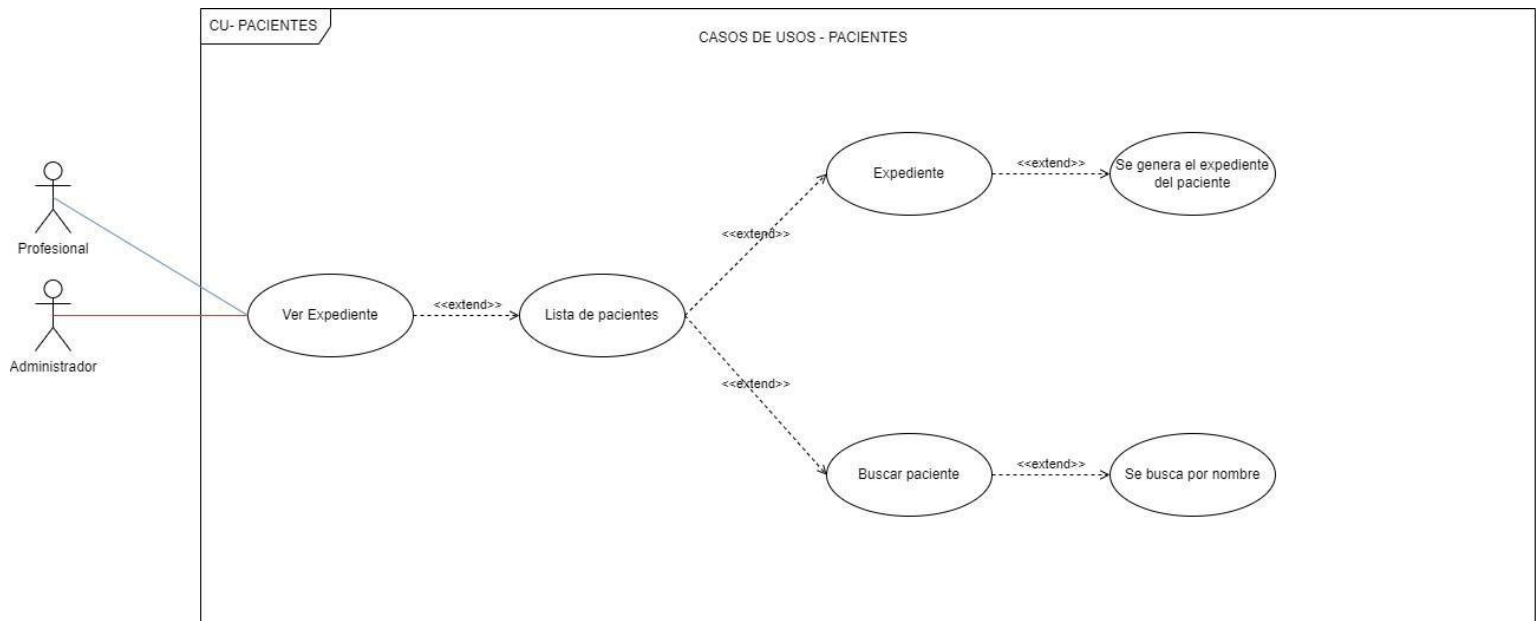 CU- PACIENTES
CASOS DE USOS - PACIENTES
Profesional
Administrador
Ver Expediente
<<extend>>
Lista de pacientes
<<extend>>
Expediente
<<extend>>
Se genera el expediente
del paciente
<<extend>>
Buscar paciente
<<extend>>
Se busca por nombre